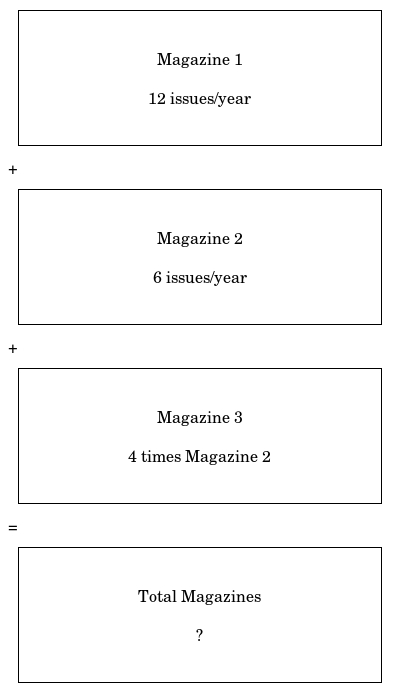 Magazine 1
12 issues/year
+
Magazine 2
6 issues/year
+
Magazine 3
4 times Magazine 2
=
Total Magazines
?